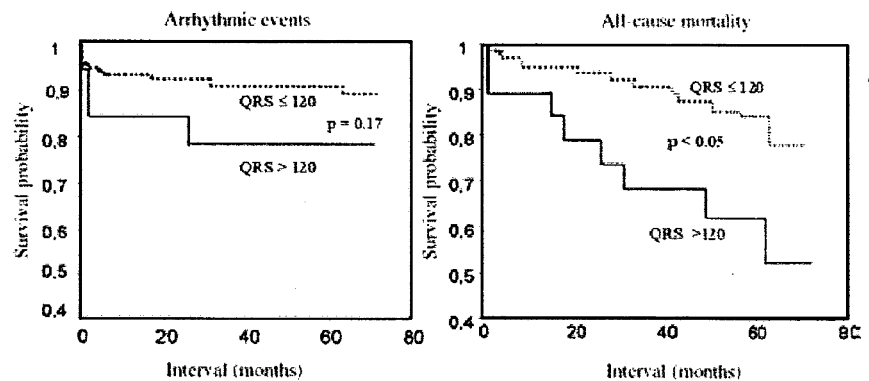 Arrhythmic events
Survival probability
1
0,9
0,8
0,7
0,6
0,5
0,4
QRS ≤ 120
p = 0.17
QRS > 120
0
20
40
60
80
Interval (months)
All-cause mortality
Survival probability
1
0,9
0,8
0,7
0,6
0,5
0,4
QRS ≤ 120
p < 0.05
QRS >120
0
20
40
60
80
Interval (months)